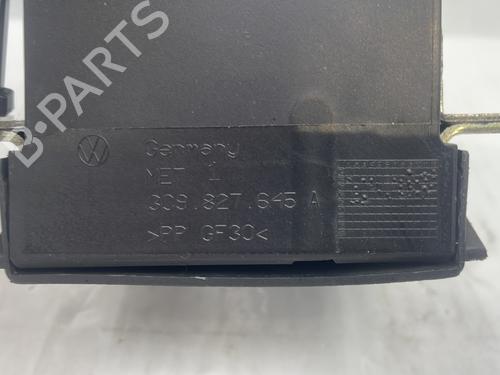 B-PARTS
Germany
MET 1
3C9.827.645 A
>PP GF30<